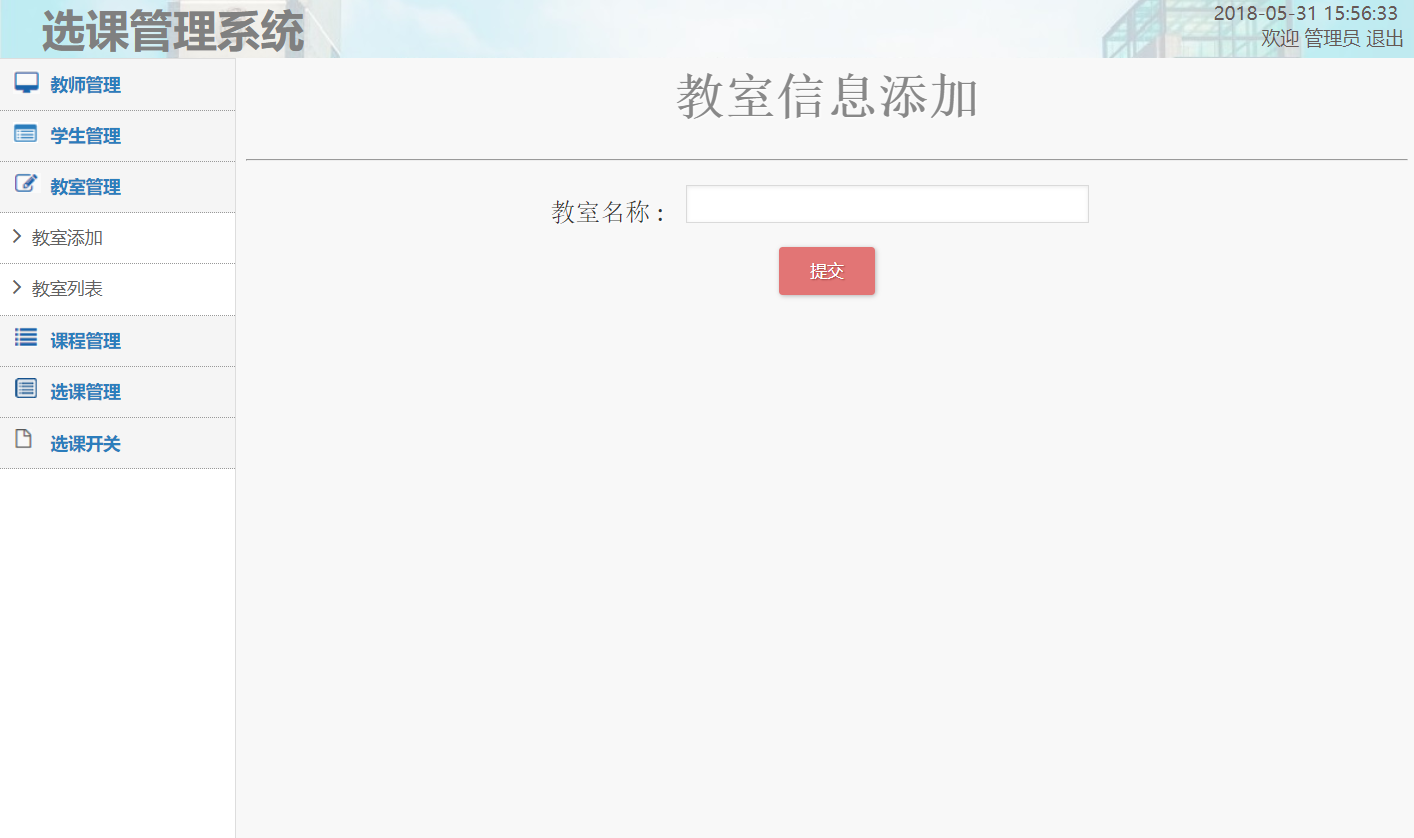 选课管理系统
2018-05-31 15:56:33
欢迎 管理员 退出
教师管理
学生管理
教室管理
教室添加
教室列表
课程管理
选课管理
选课开关
教室信息添加
教室名称：
提交